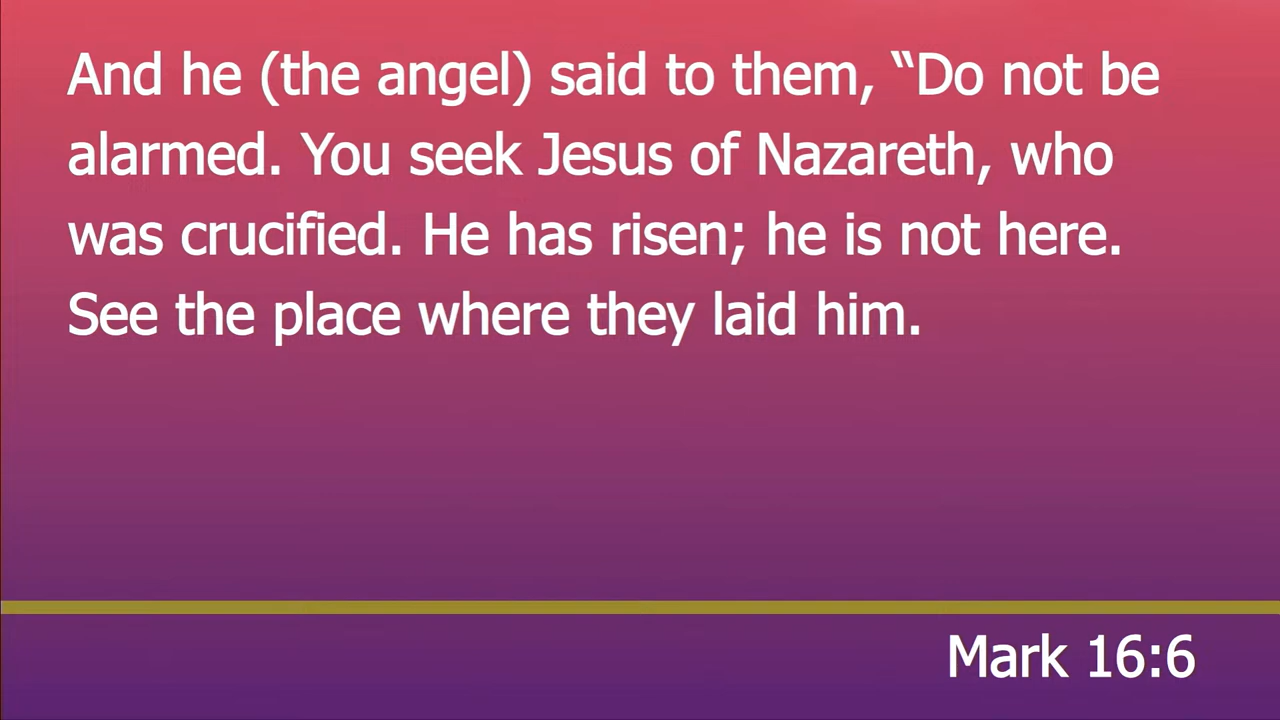 And he (the angel) said to them, “Do not be
alarmed. You seek Jesus of Nazareth, who
was crucified. He has risen; he is not here.
See the place where they laid him.
Mark 16:6